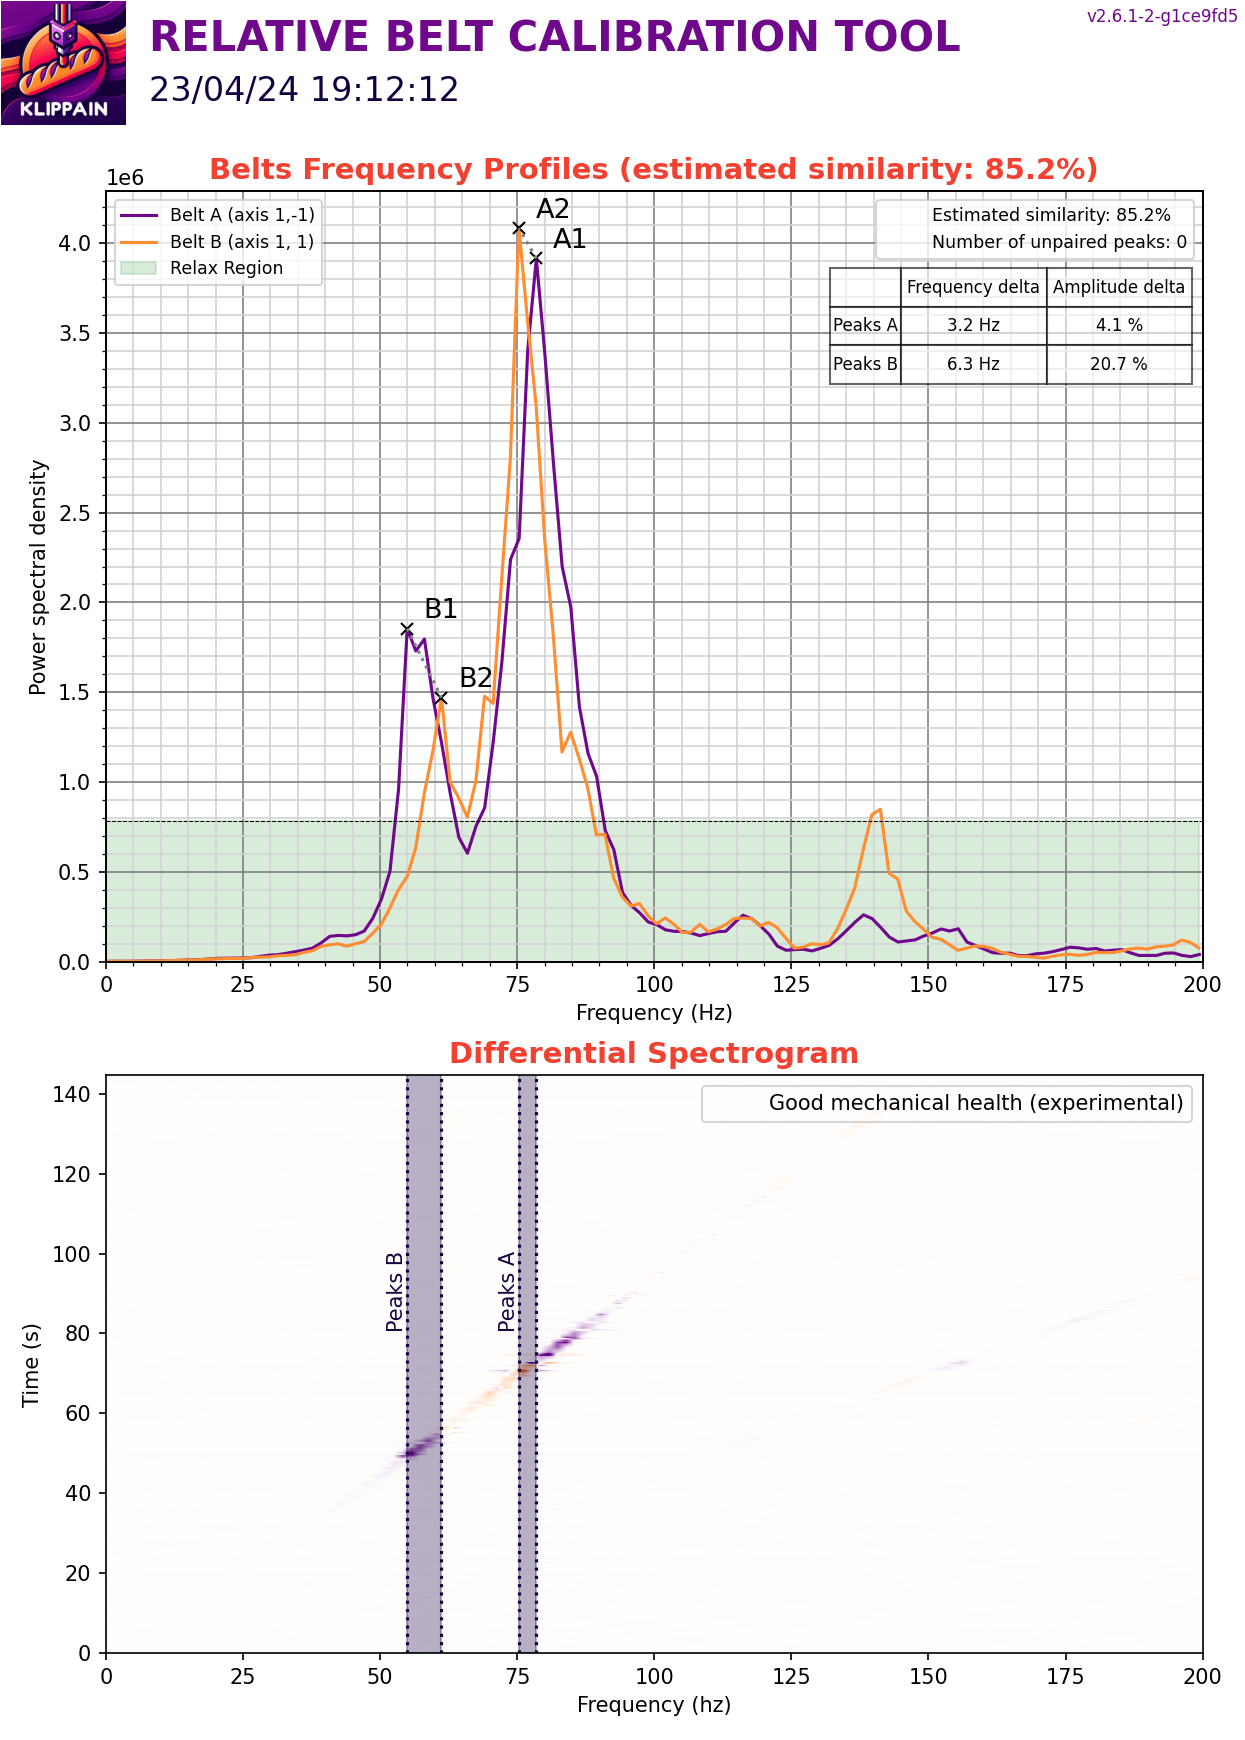 RELATIVE BELT CALIBRATION TOOL
v2.6.1-2-g1ce9fd5
23/04/24 19:12:12
KLIPPAIN
Belts Frequency Profiles (estimated similarity: 85.2%)
1e6
Belt A (axis 1,-1)
Belt B (axis 1, 1)
Relax Region
A2
A1
B1
B2
Estimated similarity: 85.2%
Number of unpaired peaks: 0
Frequency delta Amplitude delta
Peaks A 3.2 Hz 4.1 %
Peaks B 6.3 Hz 20.7 %
4.0
3.5
3.0
2.5
2.0
1.5
1.0
0.5
0.0
Power spectral density
0 25 50 75 100 125 150 175 200
Frequency (Hz)
Differential Spectrogram
Good mechanical health (experimental)
Peaks B
Peaks A
140
120
100
80
60
40
20
0
Time (s)
0 25 50 75 100 125 150 175 200
Frequency (hz)